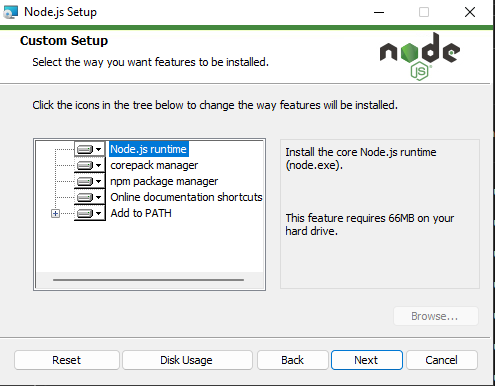 Node.js Setup
Custom Setup
Select the way you want features to be installed.
node
JS
Click the icons in the tree below to change the way features will be installed.
Node.js runtime
corepack manager
npm package manager
Online documentation shortcuts
Add to PATH
Install the core Node.js runtime
(node.exe).
This feature requires 66MB on your
hard drive.
Browse...
Reset
Disk Usage
Back
Next
Cancel